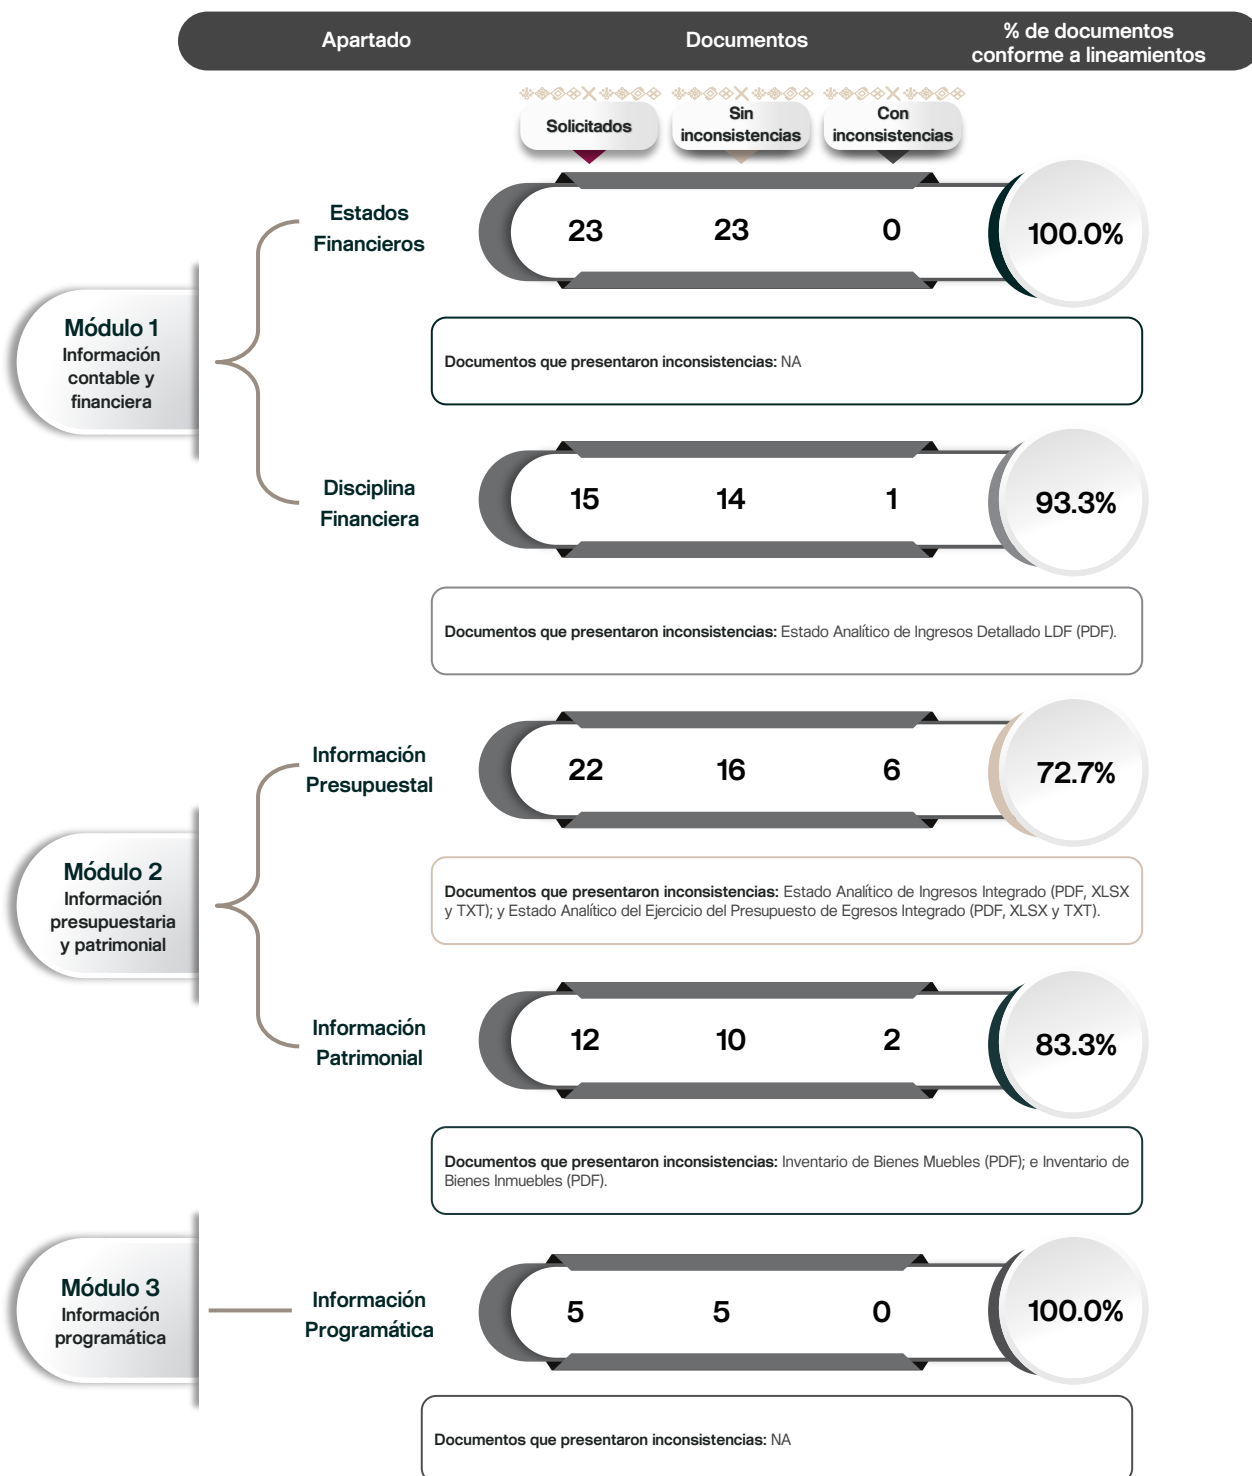 Apartado
Documentos
% de documentos
conforme a lineamientos
Solicitados
Sin
inconsistencias
Con
inconsistencias
Módulo 1
Información
contable y
financiera
Estados
Financieros
23
23
0
100.0%
Documentos que presentaron inconsistencias: NA
Disciplina
Financiera
15
14
1
93.3%
Documentos que presentaron inconsistencias: Estado Analítico de Ingresos Detallado LDF (PDF).
Módulo 2
Información
presupuestaria
y patrimonial
Información
Presupuestal
22
16
6
72.7%
Documentos que presentaron inconsistencias: Estado Analítico de Ingresos Integrado (PDF, XLSX
y TXT); y Estado Analítico del Ejercicio del Presupuesto de Egresos Integrado (PDF, XLSX y TXT).
Información
Patrimonial
12
10
2
83.3%
Documentos que presentaron inconsistencias: Inventario de Bienes Muebles (PDF); e Inventario de
Bienes Inmuebles (PDF).
Módulo 3
Información
programática
Información
Programática
5
5
0
100.0%
Documentos que presentaron inconsistencias: NA